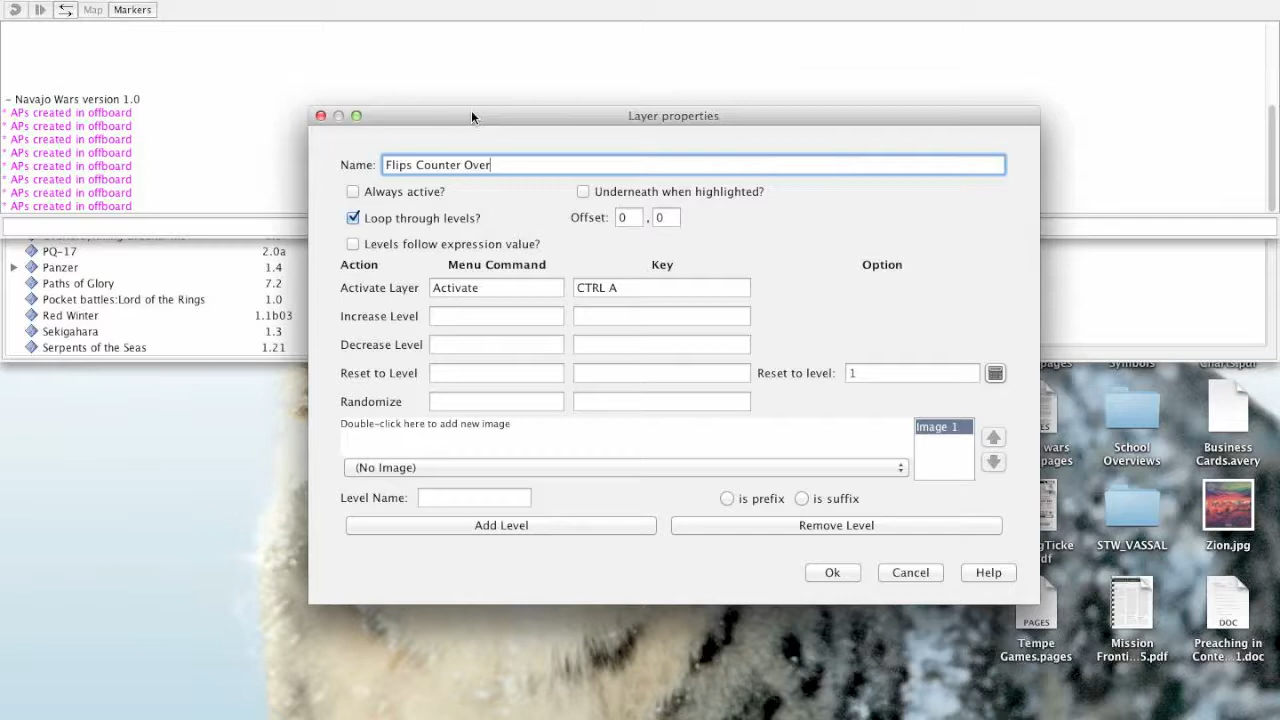 Map Markers
- Navajo Wars version 1.0
* APs created in offboard
* APs created in offboard
* APs created in offboard
* APs created in offboard
* APs created in offboard
* APs created in offboard
* APs created in offboard
* APs created in offboard
PQ-17 2.0a
Panzer 1.4
Paths of Glory 7.2
Pocket battles:Lord of the Rings 1.0
Red Winter 1.1b03
Sekigahara 1.3
Serpents of the Seas 1.21
Layer properties
Name: Flips Counter Over
Always active? Underneath when highlighted?
Loop through levels? Offset: 0 , 0
Levels follow expression value?
Action Menu Command Key Option
Activate Layer Activate CTRL A
Increase Level
Decrease Level
Reset to Level Reset to level: 1
Randomize
Double-click here to add new image
Image 1
(No Image)
Level Name: is prefix is suffix
Add Level Remove Level
Ok Cancel Help
School
Overviews
Business
Cards.avery
STW_VASSAL
Zion.jpg
PAGES
Tempe
Games.pages
Mission
Fronti...5.pdf
DOC
Preaching in
Conte...1.doc